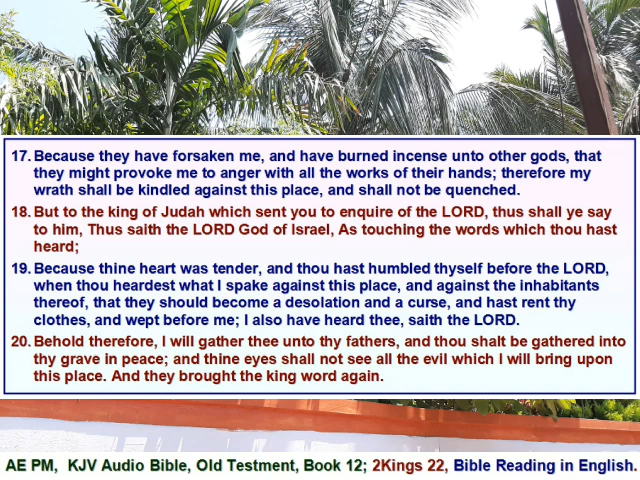 17. Because they have forsaken me, and have burned incense unto other gods, that
they might provoke me to anger with all the works of their hands; therefore my
wrath shall be kindled against this place, and shall not be quenched.
18. But to the king of Judah which sent you to enquire of the LORD, thus shall ye say
to him, Thus saith the LORD God of Israel, As touching the words which thou hast
heard;
19. Because thine heart was tender, and thou hast humbled thyself before the LORD,
when thou heardest what I spake against this place, and against the inhabitants
thereof, that they should become a desolation and a curse, and hast rent thy
clothes, and wept before me; I also have heard thee, saith the LORD.
20. Behold therefore, I will gather thee unto thy fathers, and thou shalt be gathered into
thy grave in peace; and thine eyes shall not see all the evil which I will bring upon
this place. And they brought the king word again.
AE PM, KJV Audio Bible, Old Testment, Book 12; 2Kings 22, Bible Reading in English.